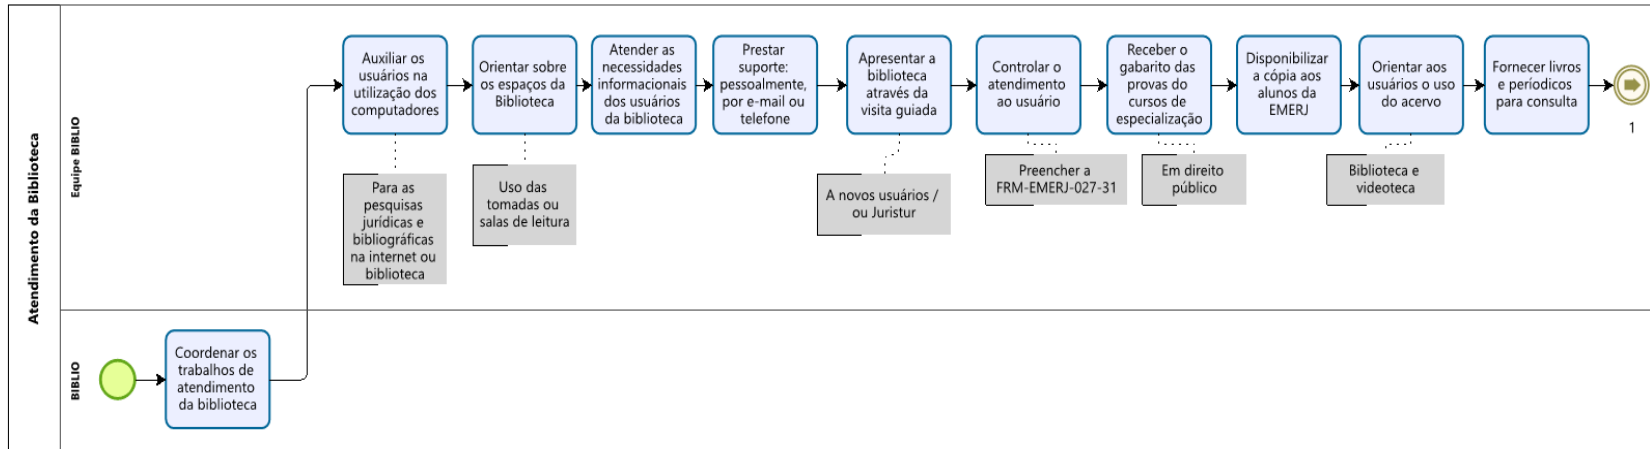 Atendimento da Biblioteca
Equipe BIBLIO
Auxiliar os
usuários na
utilização dos
computadores
Orientar sobre
os espaços da
Biblioteca
Atender as
necessidades
informacionais
dos usuários
da biblioteca
Prestar
suporte:
pessoalmente,
por e-mail ou
telefone
Apresentar a
biblioteca
através da
visita guiada
Controlar o
atendimento
ao usuário
Receber o
gabarito das
provas do
cursos de
especialização
Disponibilizar
a cópia aos
alunos da
EMERJ
Orientar aos
usuários o uso
do acervo
Fornecer livros
e períodicos
para consulta
1
Para as
pesquisas
jurídicas e
bibliográficas
na internet ou
biblioteca
Uso das
tomadas ou
salas de leitura
A novos usuários /
ou Juristur
Preencher a
FRM-EMERJ-027-31
Em direito
público
Biblioteca e
videoteca
BIBLIO
Coordenar os
trabalhos de
atendimento
da biblioteca